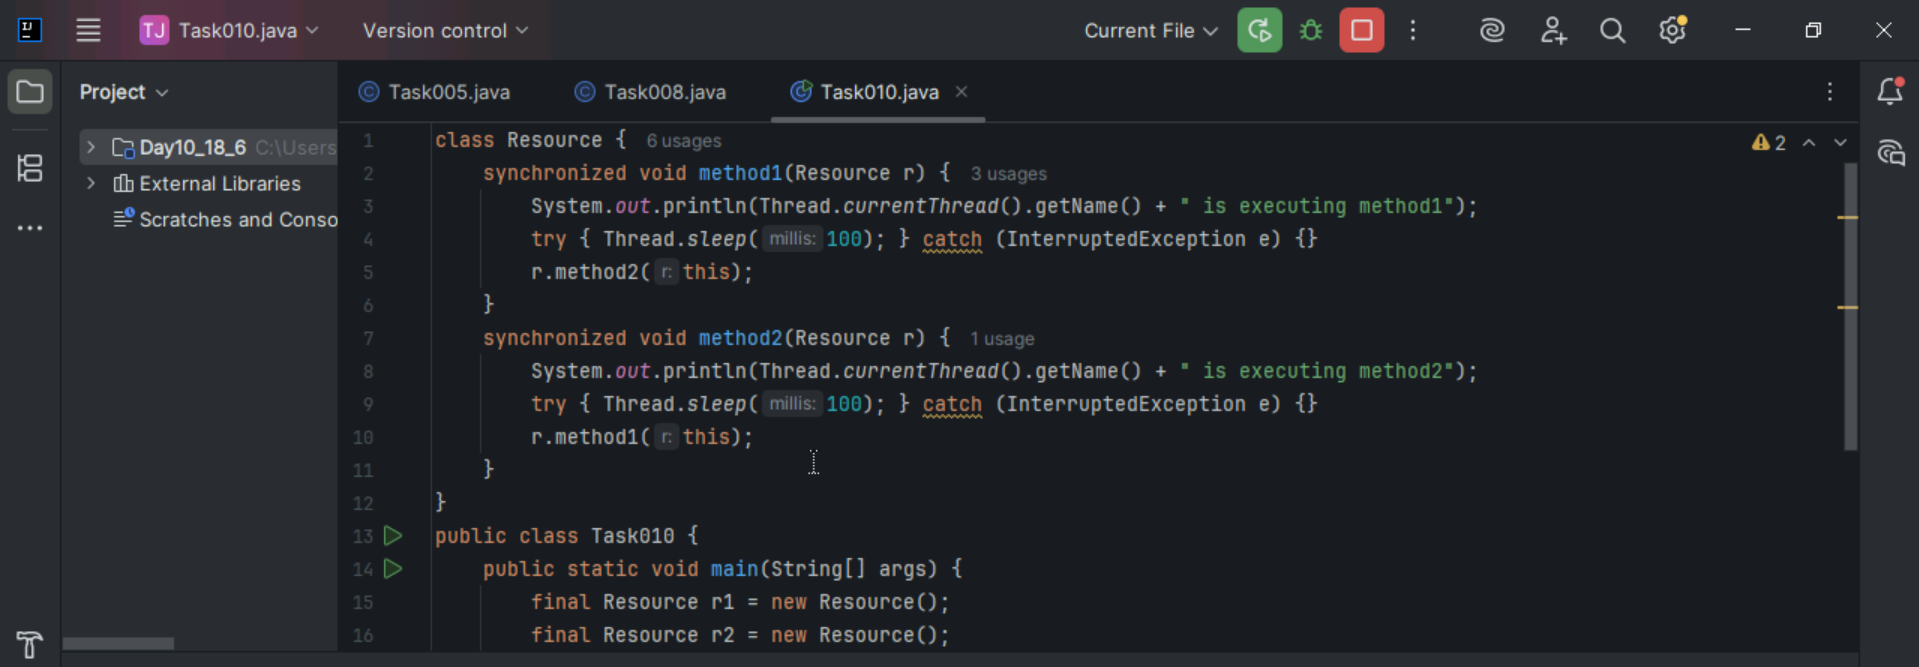 TJ Task010.java Version control Current File
Project Task005.java Task008.java Task010.java
Day10_18_6 C:\Users
External Libraries
Scratches and Conso
2
1 class Resource { 6 usages
2 synchronized void method1(Resource r) { 3 usages
3 System.out.println(Thread.currentThread().getName() + " is executing method1");
4 try { Thread.sleep( millis: 100); } catch (InterruptedException e) {}
5 r.method2( r: this);
6 }
7 synchronized void method2(Resource r) { 1 usage
8 System.out.println(Thread.currentThread().getName() + " is executing method2");
9 try { Thread.sleep( millis: 100); } catch (InterruptedException e) {}
10 r.method1( r: this);
11 }
12 }
13 public class Task010 {
14 public static void main(String[] args) {
15 final Resource r1 = new Resource();
16 final Resource r2 = new Resource();